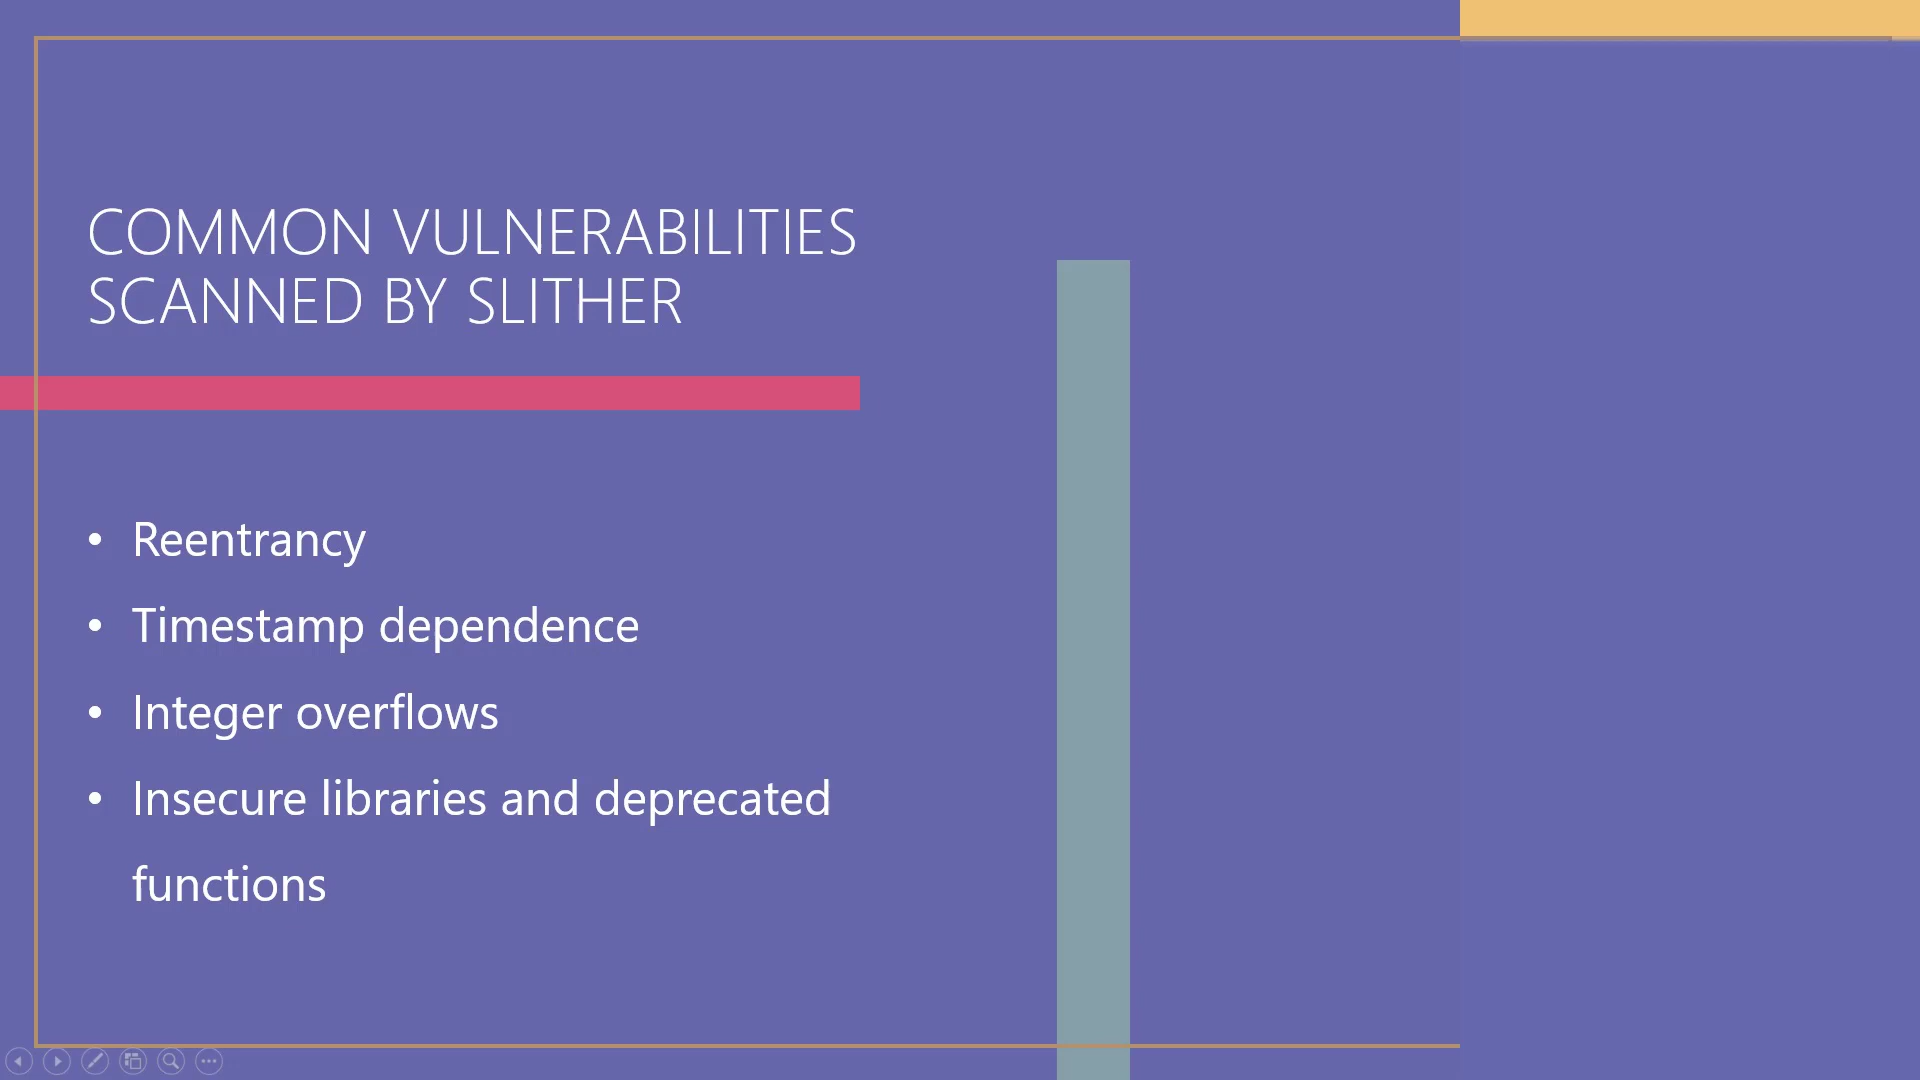 COMMON VULNERABILITIES
SCANNED BY SLITHER
• Reentrancy
• Timestamp dependence
• Integer overflows
• Insecure libraries and deprecated
functions